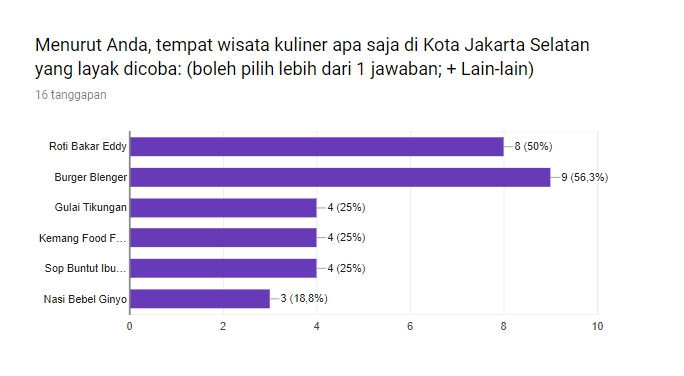 Menurut Anda, tempat wisata kuliner apa saja di Kota Jakarta Selatan
yang layak dicoba: (boleh pilih lebih dari 1 jawaban; + Lain-lain)
16 tanggapan
Roti Bakar Eddy 8 (50%)
Burger Blenger 9 (56,3%)
Gulai Tikungan 4 (25%)
Kemang Food F… 4 (25%)
Sop Buntut Ibu… 4 (25%)
Nasi Bebel Ginyo 3 (18,8%)
0 2 4 6 8 10